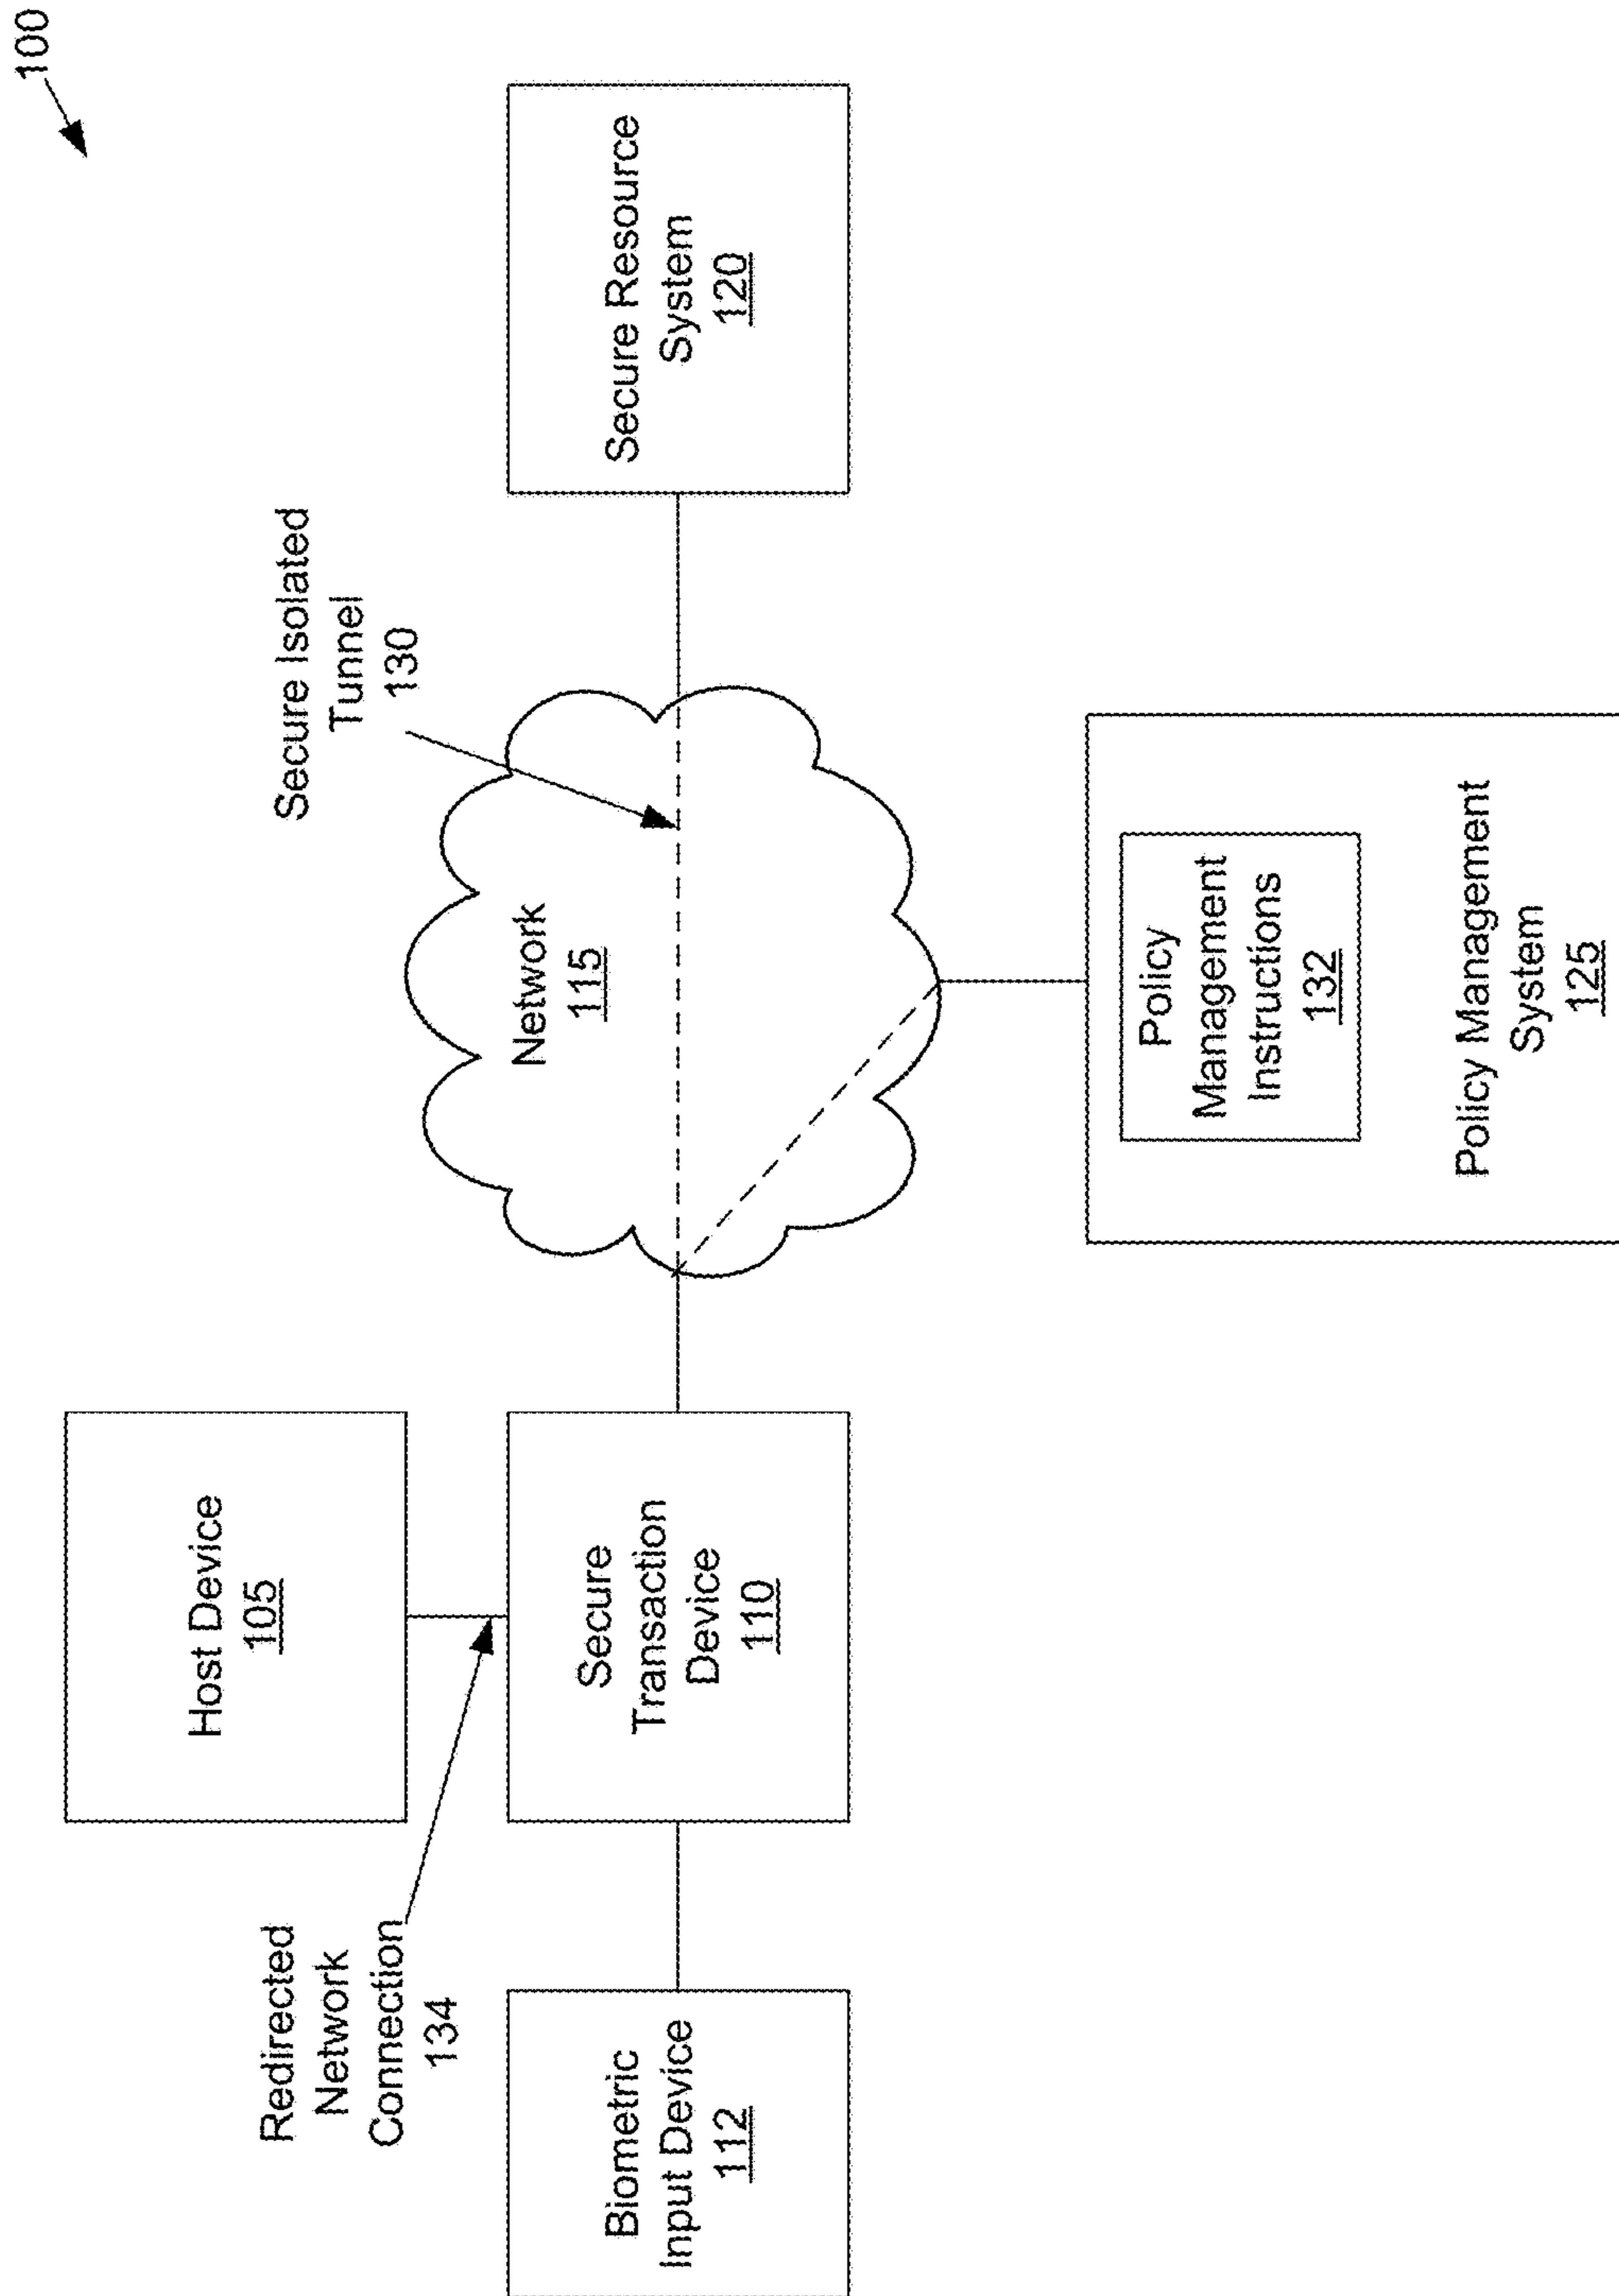 100
Host Device
105
Redirected
Network
Connection
134
Secure Isolated
Tunnel
130
Biometric
Input Device
112
Secure
Transaction
Device
110
Network
115
Secure Resource
System
120
Policy
Management
Instructions
132
Policy Management
System
125